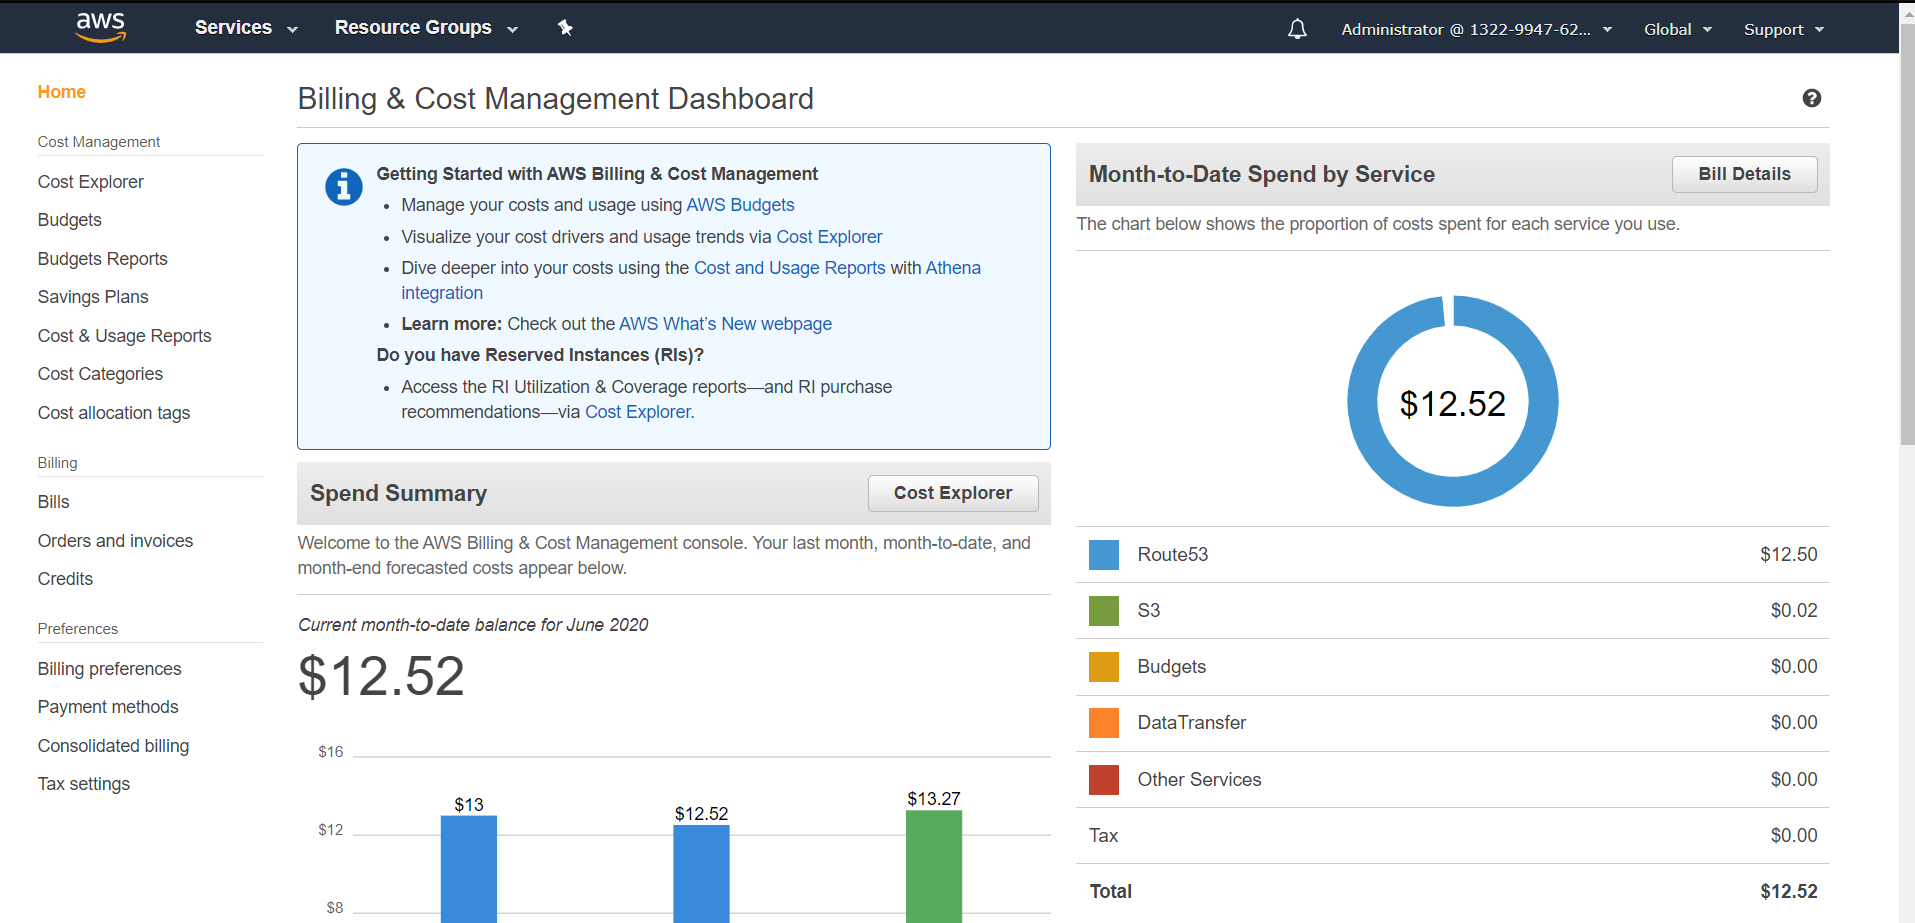 aws
Services
Resource Groups
Administrator @ 1322-9947-62...
Global
Support
Home
Cost Management
Cost Explorer
Budgets
Budgets Reports
Savings Plans
Cost & Usage Reports
Cost Categories
Cost allocation tags
Billing
Bills
Orders and invoices
Credits
Preferences
Billing preferences
Payment methods
Consolidated billing
Tax settings
Billing & Cost Management Dashboard
?
i
Getting Started with AWS Billing & Cost Management
• Manage your costs and usage using AWS Budgets
• Visualize your cost drivers and usage trends via Cost Explorer
• Dive deeper into your costs using the Cost and Usage Reports with Athena
integration
• Learn more: Check out the AWS What’s New webpage
Do you have Reserved Instances (RIs)?
• Access the RI Utilization & Coverage reports—and RI purchase
recommendations—via Cost Explorer.
Spend Summary
Cost Explorer
Welcome to the AWS Billing & Cost Management console. Your last month, month-to-date, and
month-end forecasted costs appear below.
Current month-to-date balance for June 2020
$12.52
$16
$12
$8
$13
$12.52
$13.27
Month-to-Date Spend by Service
Bill Details
The chart below shows the proportion of costs spent for each service you use.
$12.52
Route53 $12.50
S3 $0.02
Budgets $0.00
DataTransfer $0.00
Other Services $0.00
Tax $0.00
Total $12.52